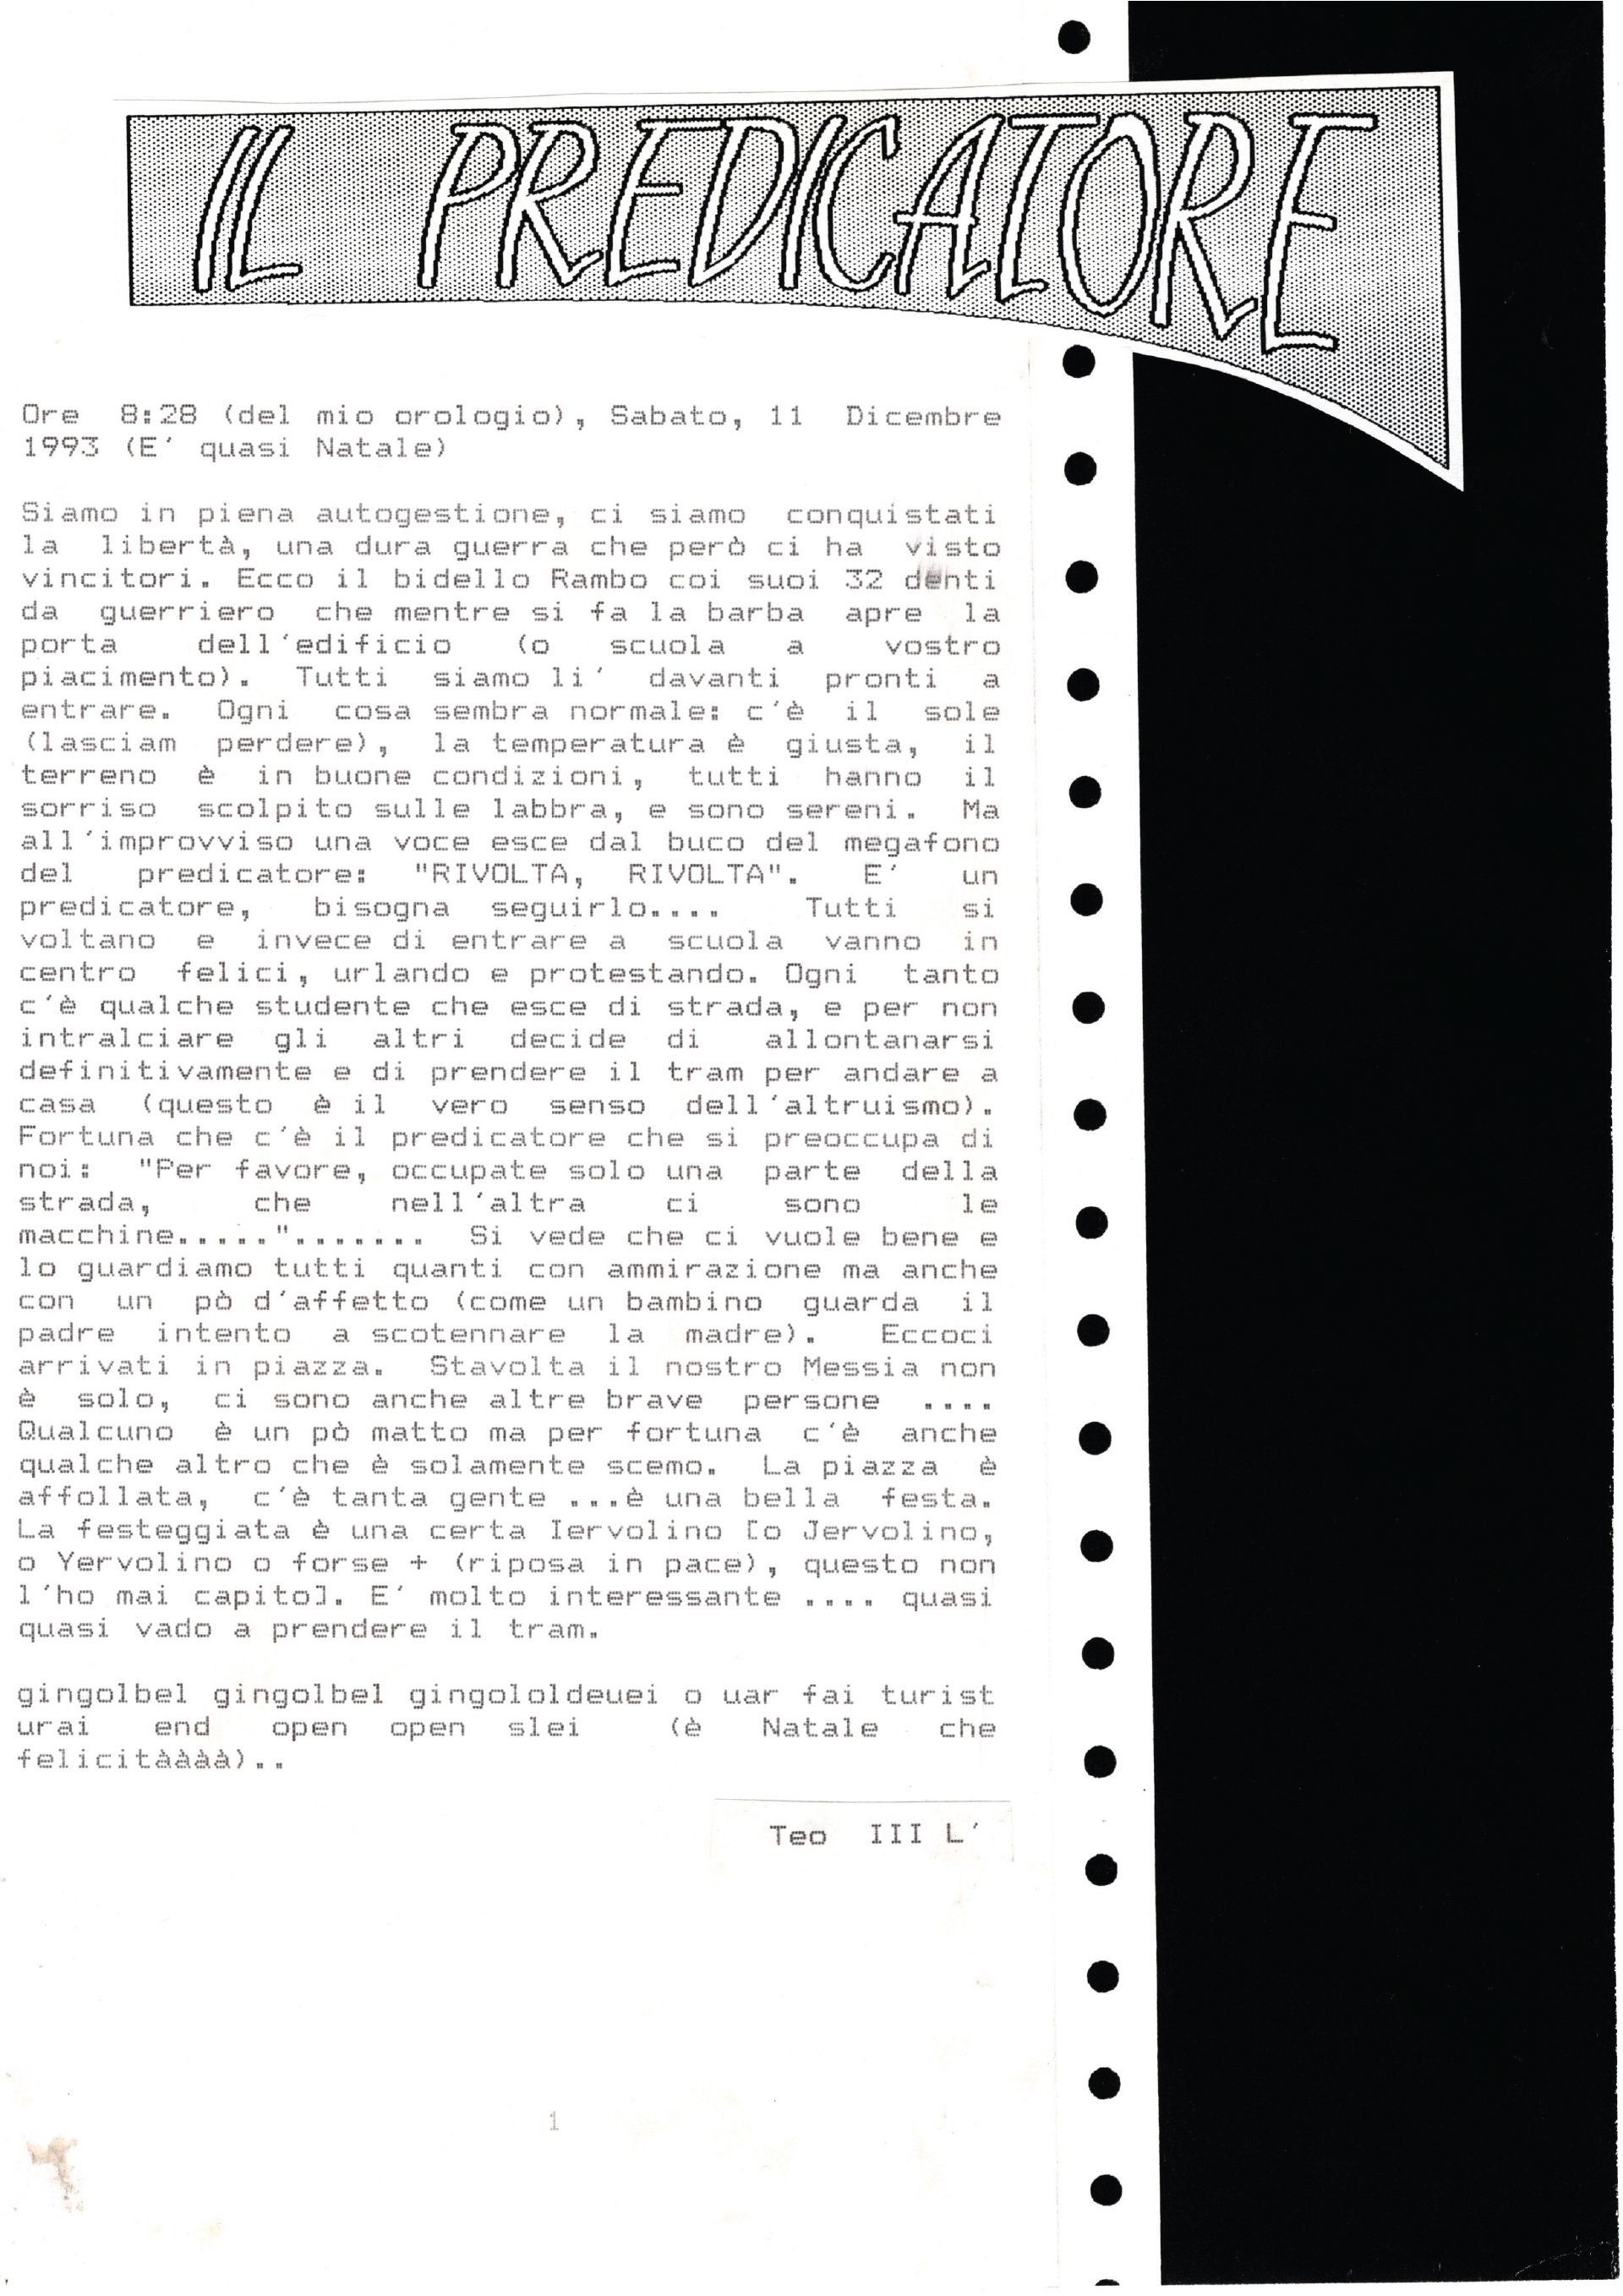 IL PREDICATORE
Ore 8:28 (del mio orologio), Sabato, 11 Dicembre
1993 (E' quasi Natale)
Siamo in piena autogestione, ci siamo conquistati
la libertà, una dura guerra che però ci ha visto
vincitori. Ecco il bidello Rambo coi suoi 32 denti
da guerriero che mentre si fa la barba apre la
porta dell'edificio (o scuola a vostro
piacimento). Tutti siamo li' davanti pronti a
entrare. Ogni cosa sembra normale: c'è il sole
(lasciam perdere), la temperatura è giusta, il
terreno è in buone condizioni, tutti hanno il
sorriso scolpito sulle labbra, e sono sereni. Ma
all'improvviso una voce esce dal buco del megafono
del predicatore: "RIVOLTA, RIVOLTA". E' un
predicatore, bisogna seguirlo.... Tutti si
voltano e invece di entrare a scuola vanno in
centro felici, urlando e protestando. Ogni tanto
c'è qualche studente che esce di strada, e per non
intralciare gli altri decide di allontanarsi
definitivamente e di prendere il tram per andare a
casa (questo è il vero senso dell'altruismo).
Fortuna che c'è il predicatore che si preoccupa di
noi: "Per favore, occupate solo una parte della
strada, che nell'altra ci sono le
macchine....."....... Si vede che ci vuole bene e
lo guardiamo tutti quanti con ammirazione ma anche
con un pò d'affetto (come un bambino guarda il
padre intento a scotennare la madre). Eccoci
arrivati in piazza. Stavolta il nostro Messia non
è solo, ci sono anche altre brave persone ....
Qualcuno è un pò matto ma per fortuna c'è anche
qualche altro che è solamente scemo. La piazza è
affollata, c'è tanta gente ...è una bella festa.
La festeggiata è una certa Iervolino [o Jervolino,
o Yervolino o forse + (riposa in pace), questo non
l'ho mai capito]. E' molto interessante .... quasi
quasi vado a prendere il tram.
gingolbel gingolbel gingololdeuei o uar fai turist
urai end open open slei (è Natale che
felicitàààà)..
Teo III L'
1